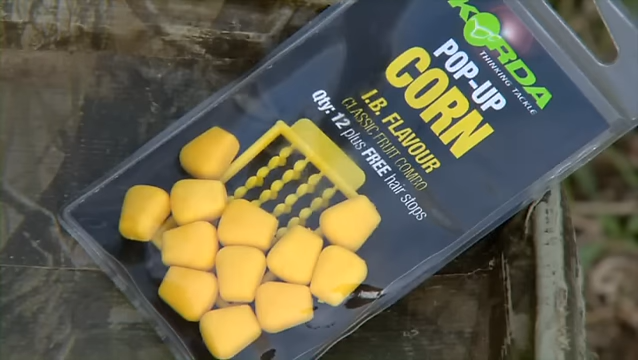 KORDA
THINKING TACKLE
POP-UP
CORN
I.B. FLAVOUR
CLASSIC FRUIT COMBO
Qty: 12 plus FREE hair stops